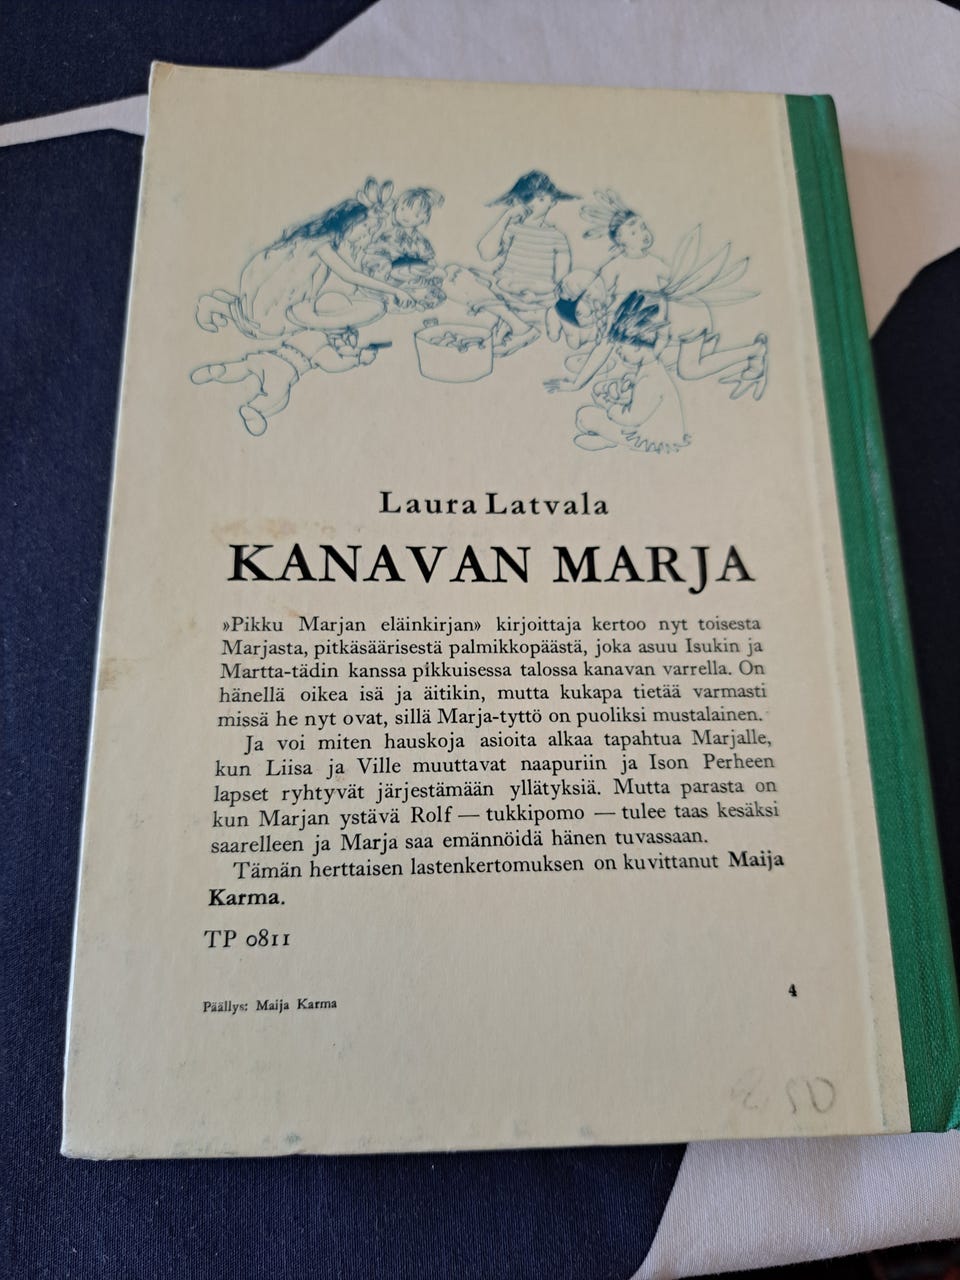 Laura Latvala
KANAVAN MARJA
»Pikku Marjan eläinkirjan» kirjoittaja kertoo nyt toisesta
Marjasta, pitkäsäärisestä palmikkopäästä, joka asuu Isukin ja
Martta-tädin kanssa pikkuisessa talossa kanavan varrella. On
hänellä oikea isä ja äitikin, mutta kukapa tietää varmasti
missä he nyt ovat, sillä Marja-tyttö on puoliksi mustalainen.
Ja voi miten hauskoja asioita alkaa tapahtua Marjalle,
kun Liisa ja Ville muuttavat naapuriin ja Ison Perheen
lapset ryhtyvät järjestämään yllätyksiä. Mutta parasta on
kun Marjan ystävä Rolf — tukkipomo — tulee taas kesäksi
saarelleen ja Marja saa emännöidä hänen tuvassaan.
Tämän herttaisen lastenkertomuksen on kuvittanut Maija
Karma.
TP 0811
4
Päällys: Maija Karma